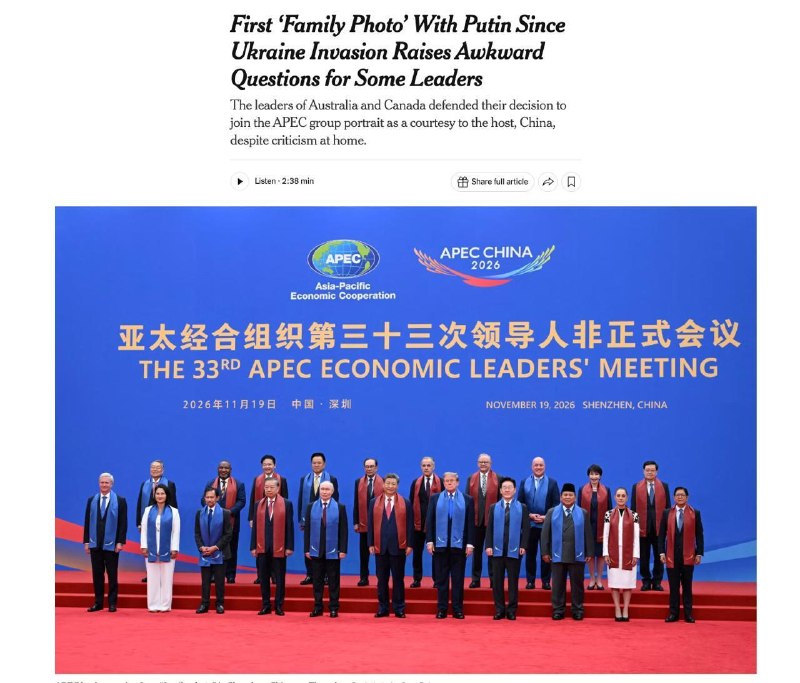 First ‘Family Photo’ With Putin Since
Ukraine Invasion Raises Awkward
Questions for Some Leaders
The leaders of Australia and Canada defended their decision to
join the APEC group portrait as a courtesy to the host, China,
despite criticism at home.
Listen · 2:38 min
Share full article
APEC
Asia-Pacific
Economic Cooperation
APEC CHINA
2026
亚太经合组织第三十三次领导人非正式会议
THE 33RD APEC ECONOMIC LEADERS' MEETING
2026年11月19日 中国·深圳
NOVEMBER 19, 2026 SHENZHEN, CHINA